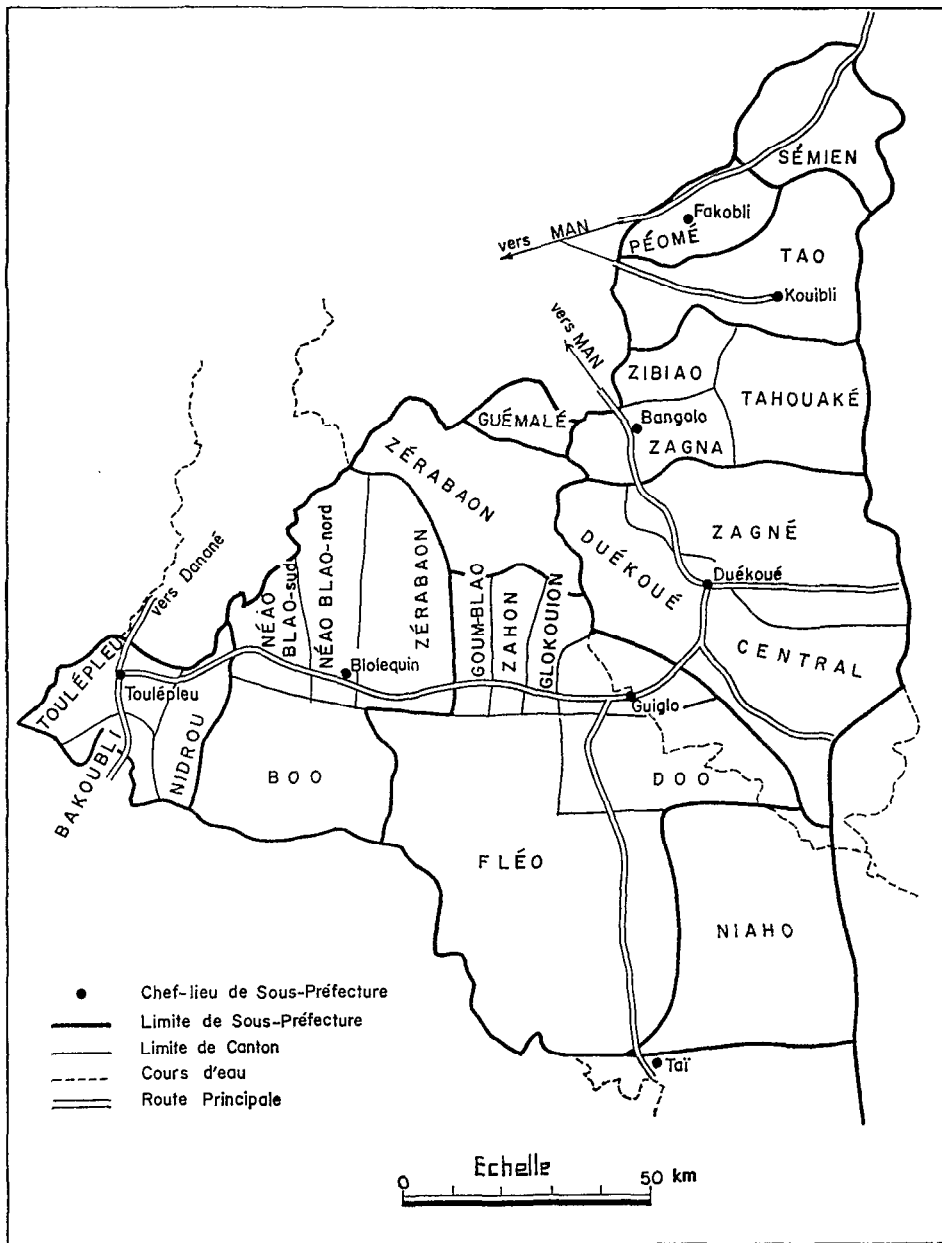 SÉMIEN
Fakobli
vers MAN
PÉOMÉ
TAO
Kouibli
vers MAN
ZIBIAO
TAHOUAKÉ
GUÉMALÉ
Bangolo
ZAGNA
ZÉRABAON
ZAGNÉ
DUÉKOUÉ
Duékoué
vers Danané
NÉAO
BLAO-sud
NÉAO BLAO-nord
ZÉRABAON
GOUM-BLAO
ZAHON
GLOKOUION
CENTRAL
TOULÉPLEU
Toulépleu
Blolequin
Guiglo
BAKOUBLI
NIDROU
BOO
DOO
FLÉO
NIAHO
Chef-lieu de Sous-Préfecture
Limite de Sous-Préfecture
Limite de Canton
Cours d'eau
Route Principale
Taï
Echelle
0 50 km